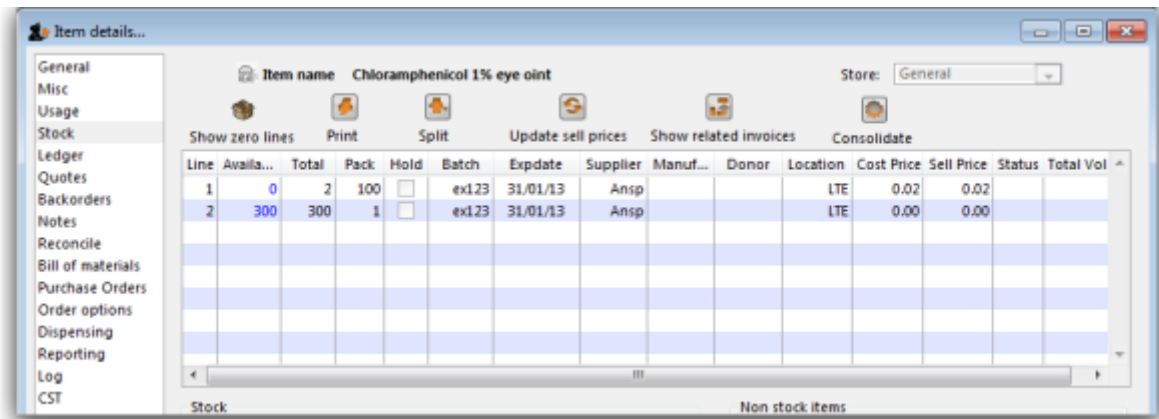 Item details...
General
Misc
Usage
Stock
Ledger
Quotes
Backorders
Notes
Reconcile
Bill of materials
Purchase Orders
Order options
Dispensing
Reporting
Log
CST
Item name Chloramphenicol 1% eye oint Store: General
Show zero lines Print Split Update sell prices Show related invoices Consolidate
Line Availa... Total Pack Hold Batch Expdate Supplier Manuf... Donor Location Cost Price Sell Price Status Total Vol
1 0 2 100 ex123 31/01/13 Ansp LTE 0.02 0.02
2 300 300 1 ex123 31/01/13 Ansp LTE 0.00 0.00
Stock Non stock items